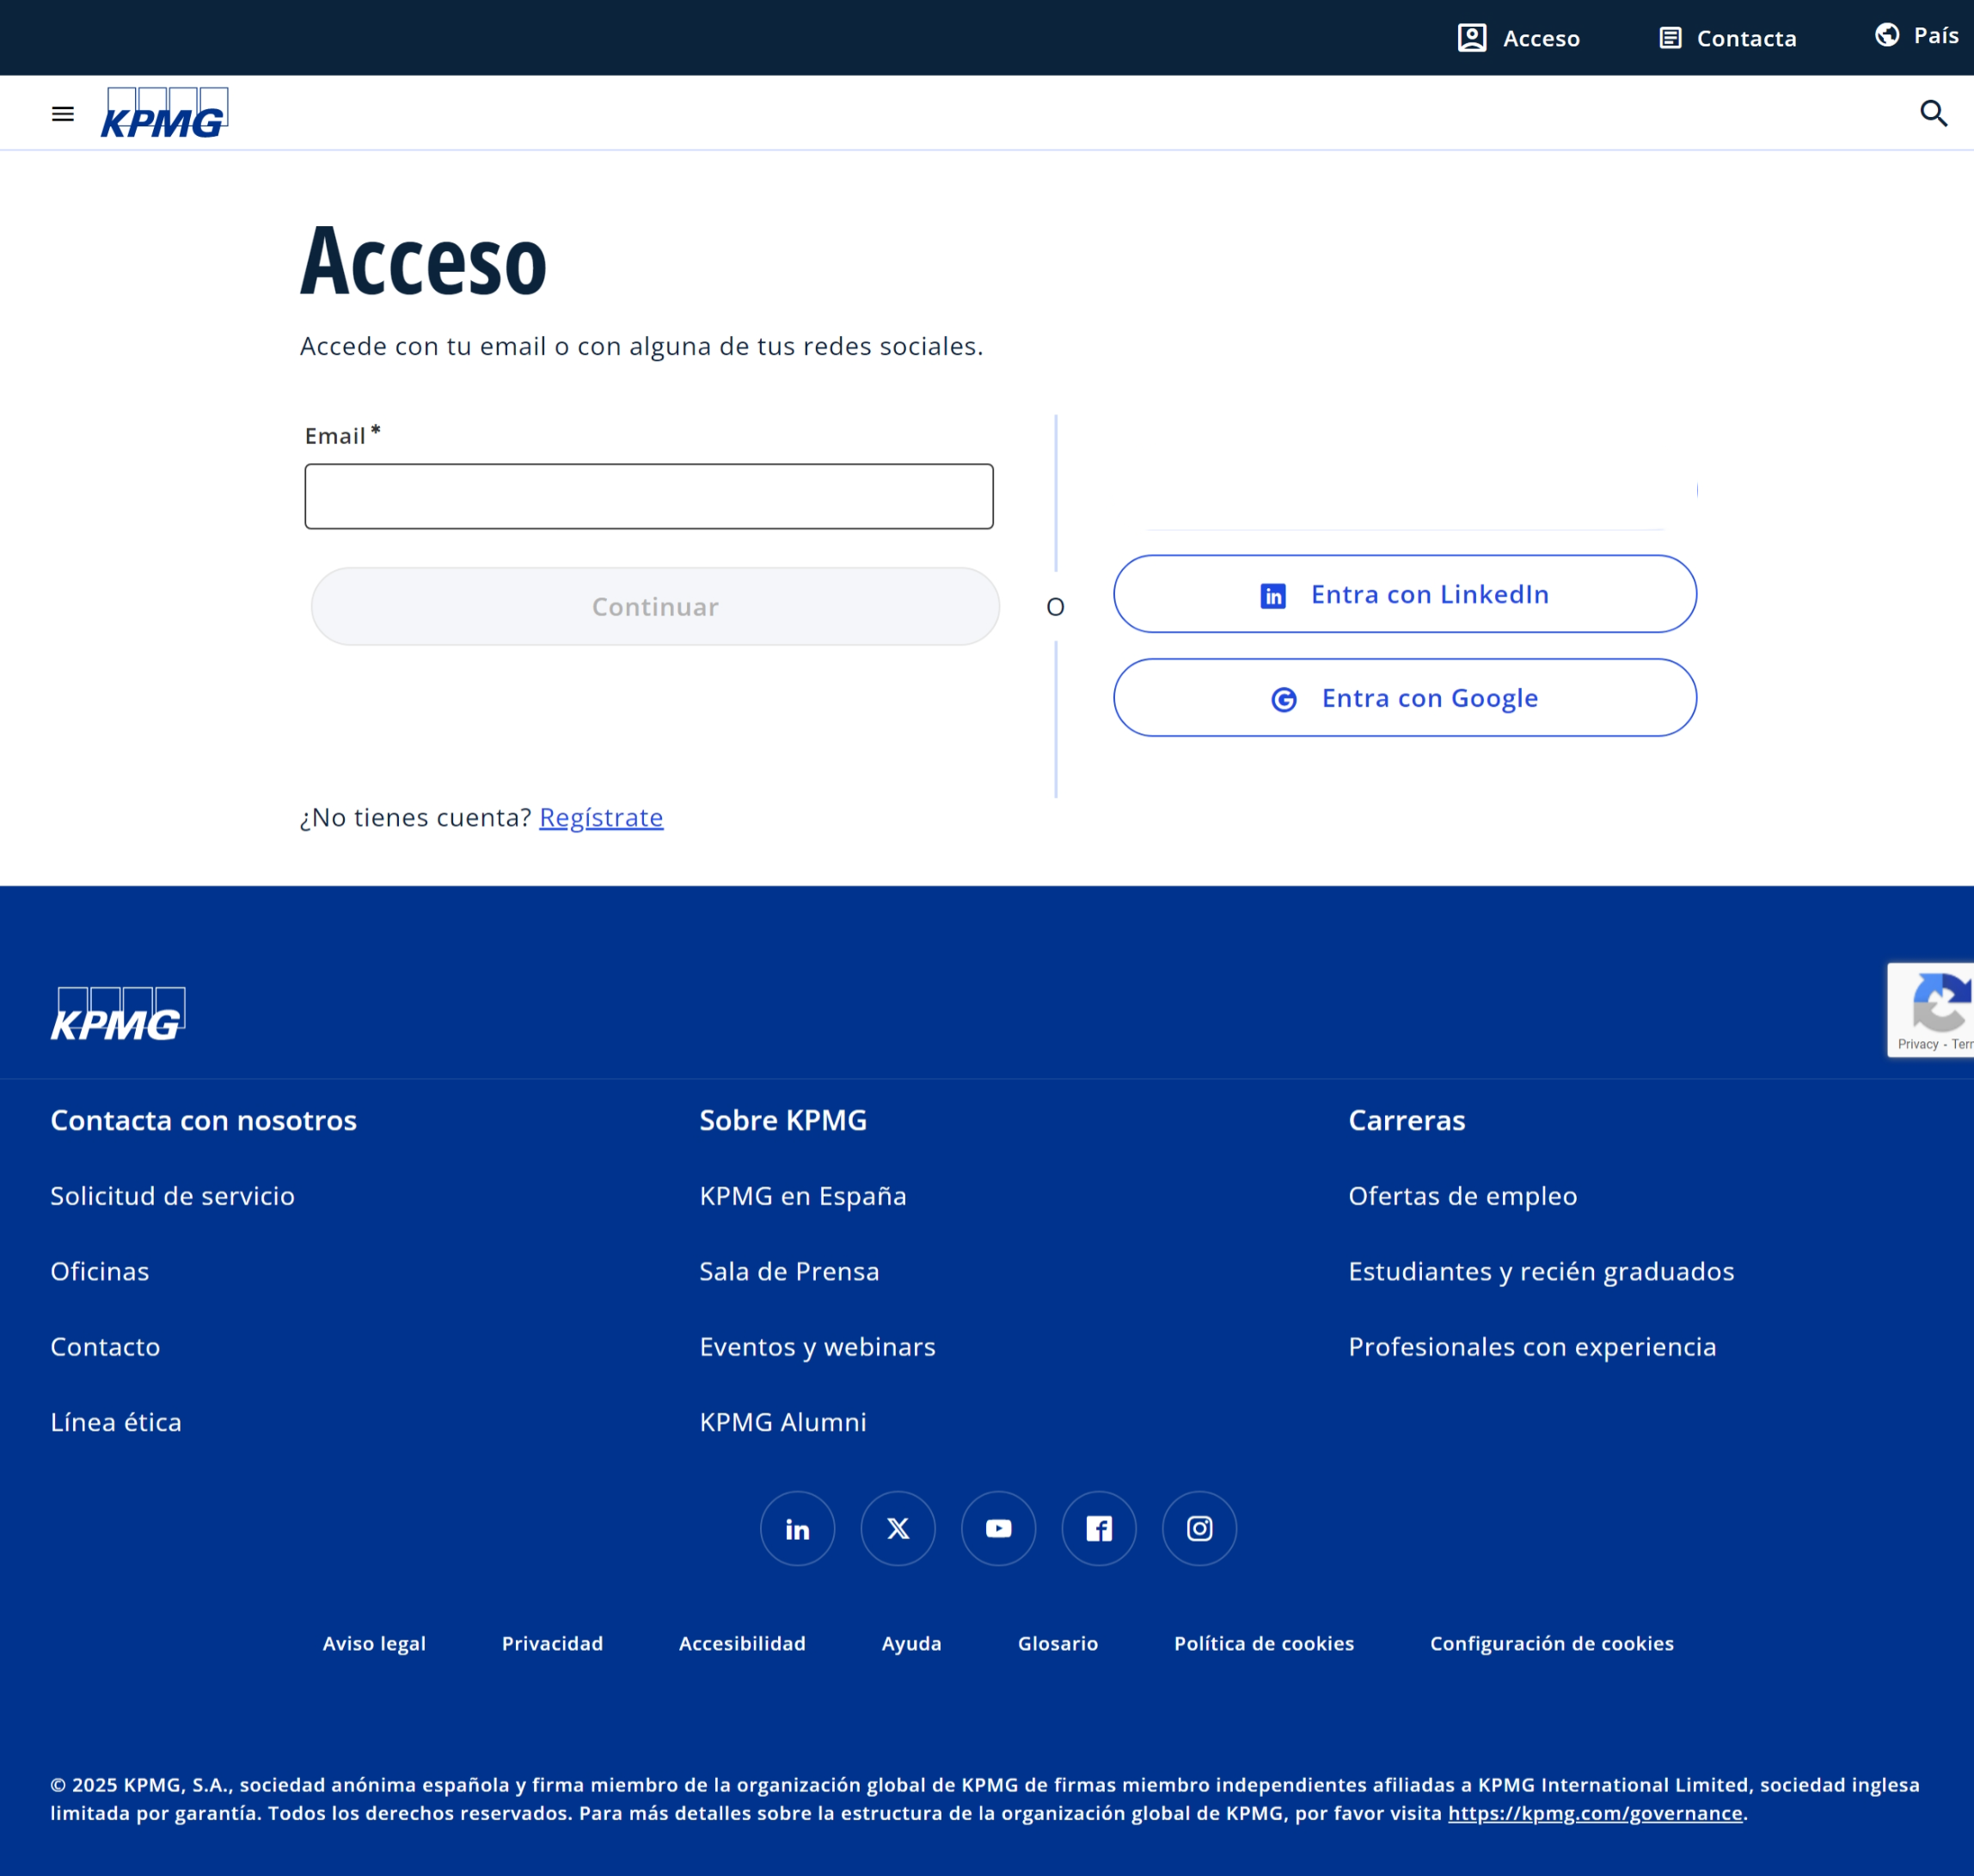 Acceso
Contacta
País
KPMG
Acceso
Accede con tu email o con alguna de tus redes sociales.
Email *
Continuar
O
Entra con LinkedIn
Entra con Google
¿No tienes cuenta? Regístrate
KPMG
Privacy -
Contacta con nosotros
Solicitud de servicio
Oficinas
Contacto
Línea ética
Sobre KPMG
KPMG en España
Sala de Prensa
Eventos y webinars
KPMG Alumni
Carreras
Ofertas de empleo
Estudiantes y recién graduados
Profesionales con experiencia
Aviso legal
Privacidad
Accesibilidad
Ayuda
Glosario
Política de cookies
Configuración de cookies
© 2025 KPMG, S.A., sociedad anónima española y firma miembro de la organización global de KPMG de firmas miembro independientes afiliadas a KPMG International Limited, sociedad inglesa
limitada por garantía. Todos los derechos reservados. Para más detalles sobre la estructura de la organización global de KPMG, por favor visita https://kpmg.com/governance.